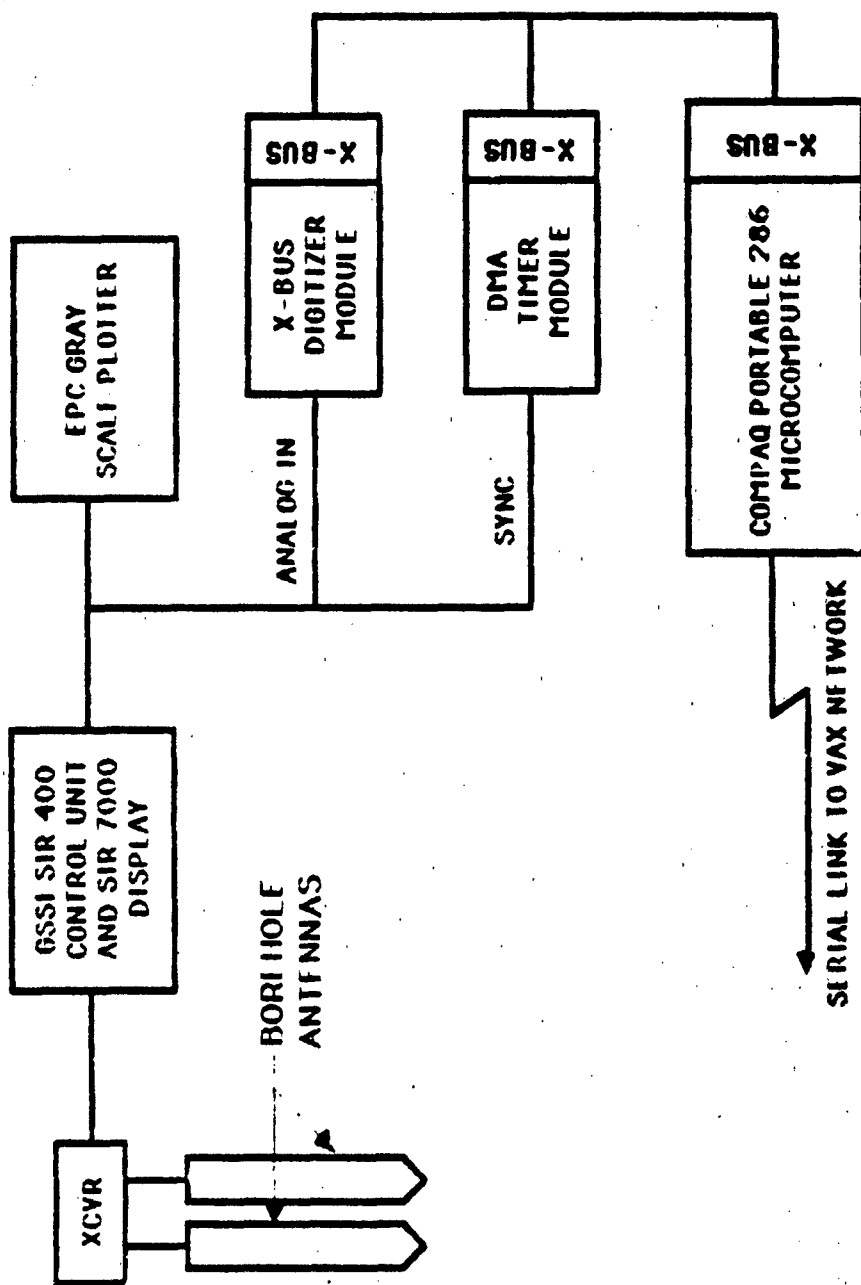 XCVR
BOREHOLE
ANTENNAS
GSSI SIR 400
CONTROL UNIT
AND SIR 7000
DISPLAY
EPC GRAY
SCALE PLOTTER
ANALOG IN
X-BUS
DIGITIZER
MODULE
X-BUS
SYNC
DMA
TIMER
MODULE
X-BUS
COMPAQ PORTABLE 286
MICROCOMPUTER
X-BUS
SERIAL LINK TO VAX NETWORK